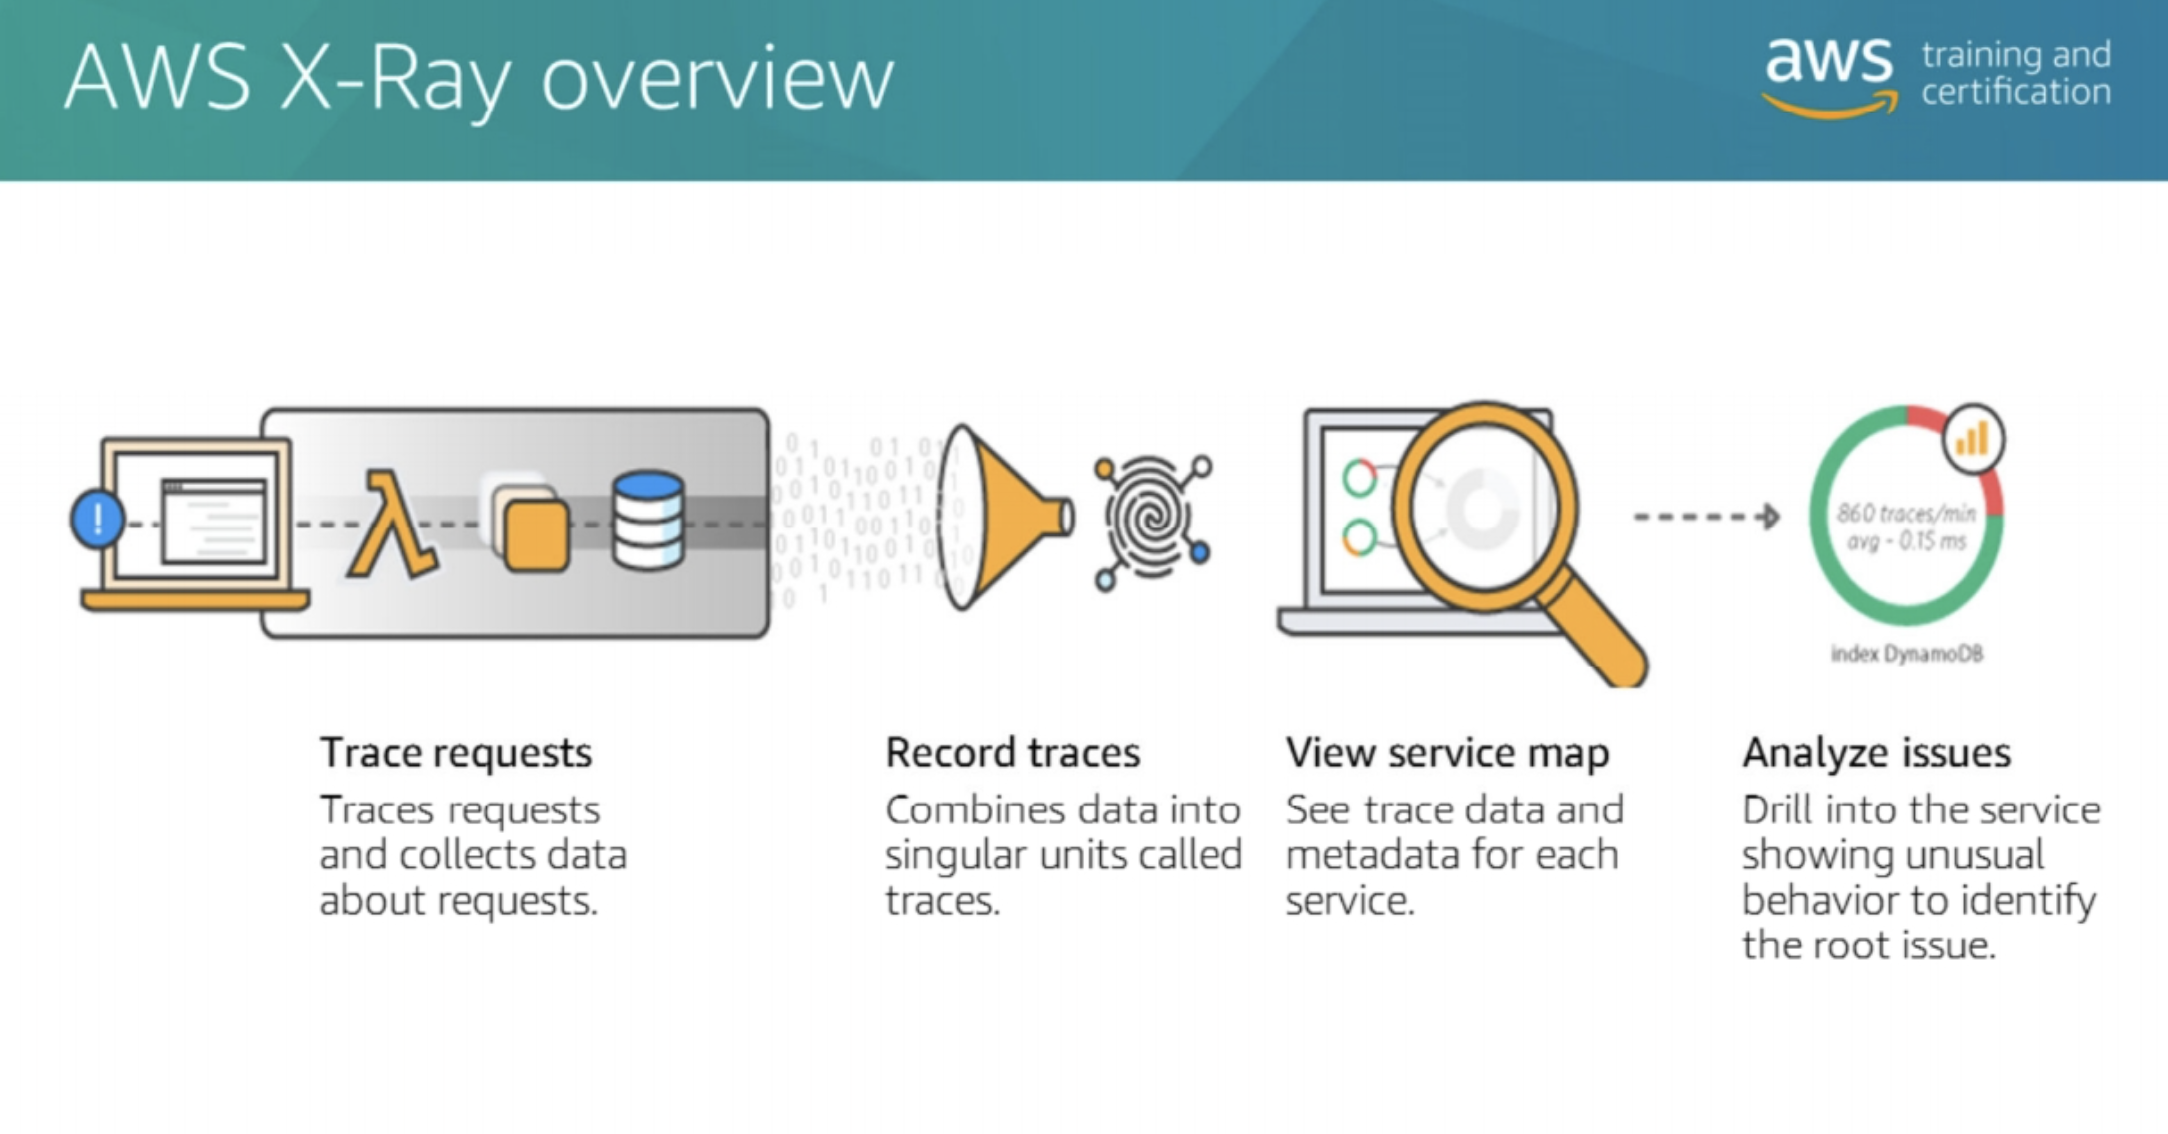 AWS X-Ray overview
aws
training and
certification
860 traces/min
avg - 0.15 ms
index DynamoDB
Trace requests
Traces requests
and collects data
about requests.
Record traces
Combines data into
singular units called
traces.
View service map
See trace data and
metadata for each
service.
Analyze issues
Drill into the service
showing unusual
behavior to identify
the root issue.